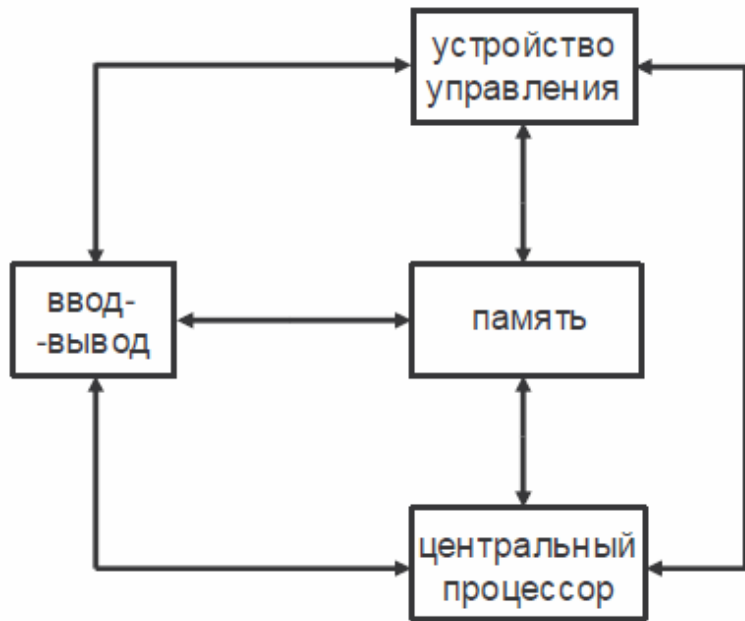 устройство
управления
ввод-
-вывод
память
центральный
процессор